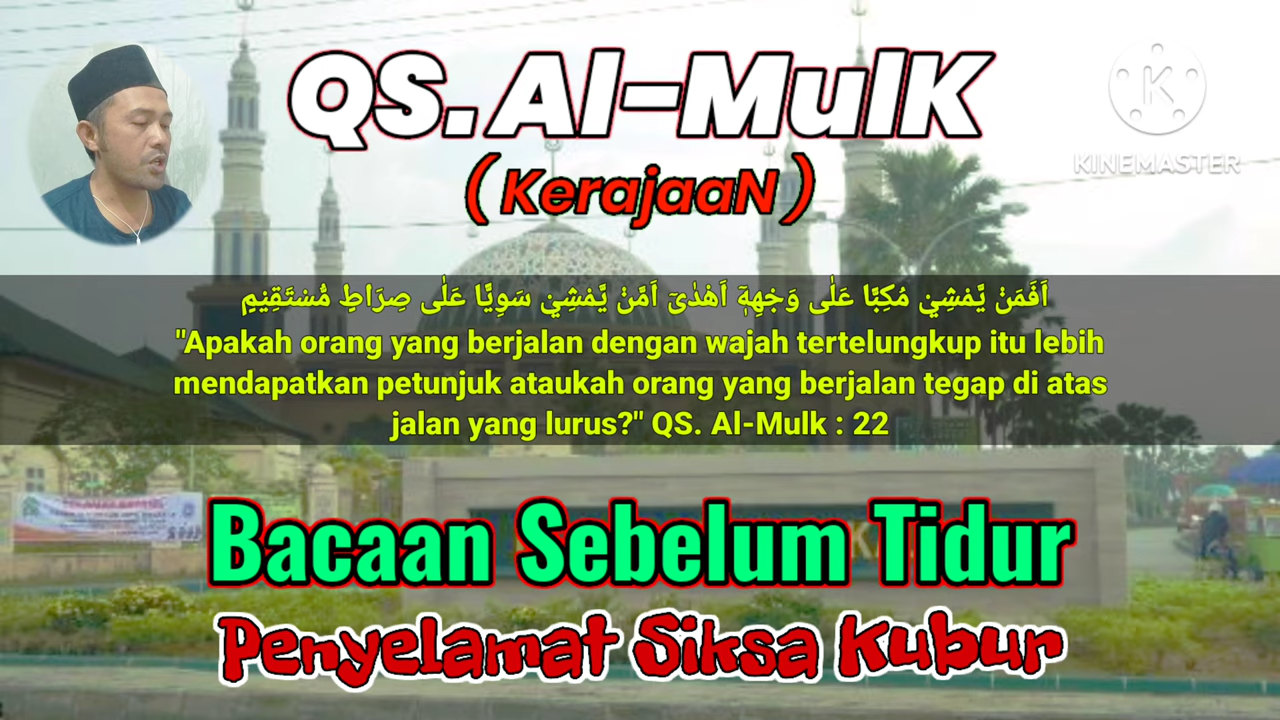 QS. Al-MulK
K
KINEMASTER
(KerajaaN)
اَفَمَنْ يَّمْشِيْ مُكِبًّا عَلٰى وَجْهِهٖٓ اَهْدٰىٓ اَمَّنْ يَّمْشِيْ سَوِيًّا عَلٰى صِرَاطٍ مُّسْتَقِيْمٍ
"Apakah orang yang berjalan dengan wajah tertelungkup itu lebih
mendapatkan petunjuk ataukah orang yang berjalan tegap di atas
jalan yang lurus?" QS. Al-Mulk : 22
Bacaan Sebelum Tidur
Penyelamat Siksa Kubur